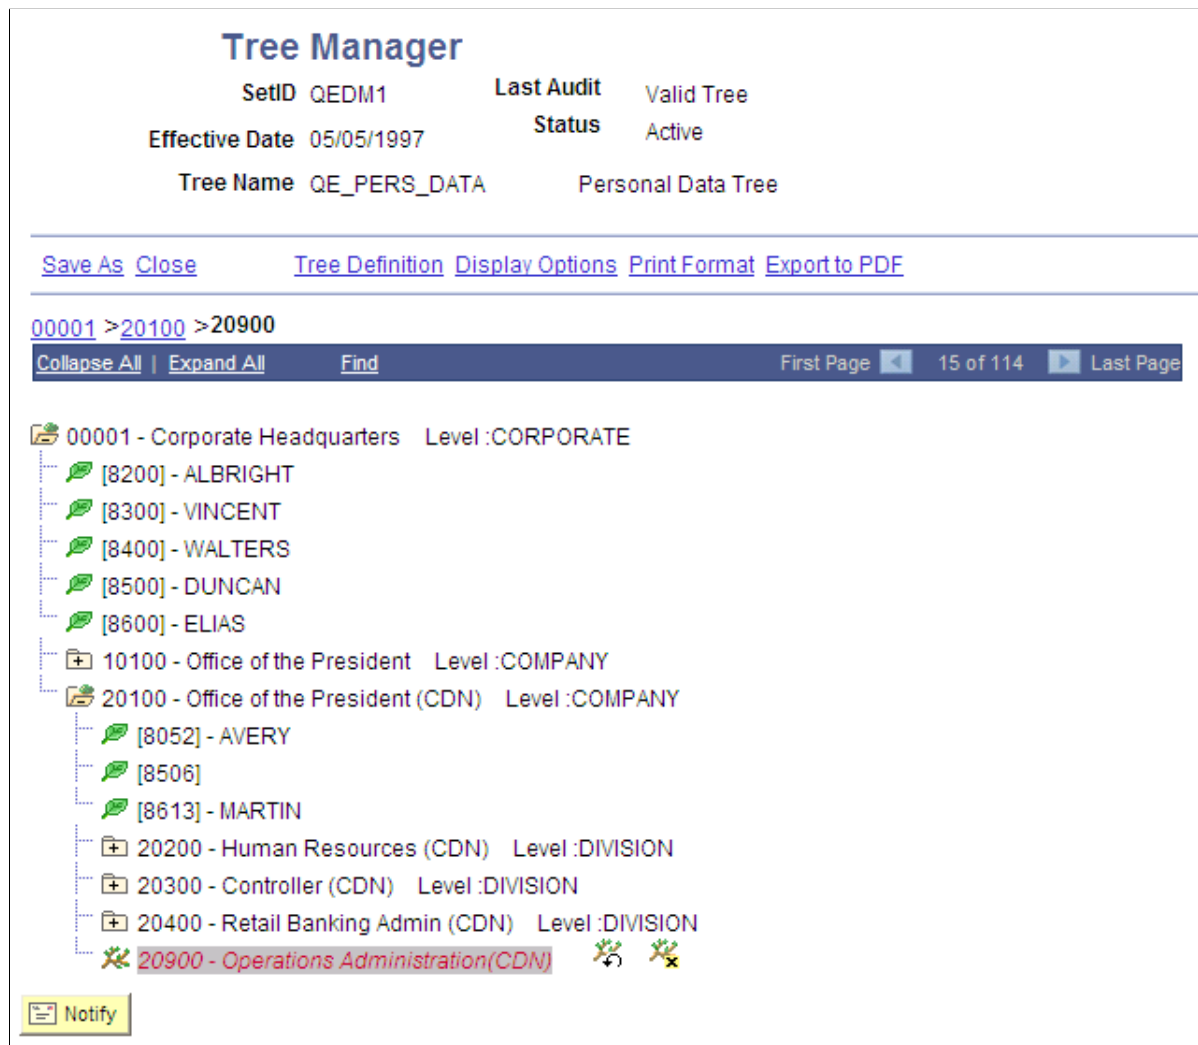 Tree Manager
SetID QEDM1 Last Audit Valid Tree
Effective Date 05/05/1997 Status Active
Tree Name QE_PERS_DATA Personal Data Tree
Save As Close Tree Definition Display Options Print Format Export to PDF
00001 >20100 >20900
Collapse All | Expand All Find First Page 15 of 114 Last Page
00001 - Corporate Headquarters Level :CORPORATE
[8200] - ALBRIGHT
[8300] - VINCENT
[8400] - WALTERS
[8500] - DUNCAN
[8600] - ELIAS
10100 - Office of the President Level :COMPANY
20100 - Office of the President (CDN) Level :COMPANY
[8052] - AVERY
[8506]
[8613] - MARTIN
20200 - Human Resources (CDN) Level :DIVISION
20300 - Controller (CDN) Level :DIVISION
20400 - Retail Banking Admin (CDN) Level :DIVISION
20900 - Operations Administration(CDN)
Notify